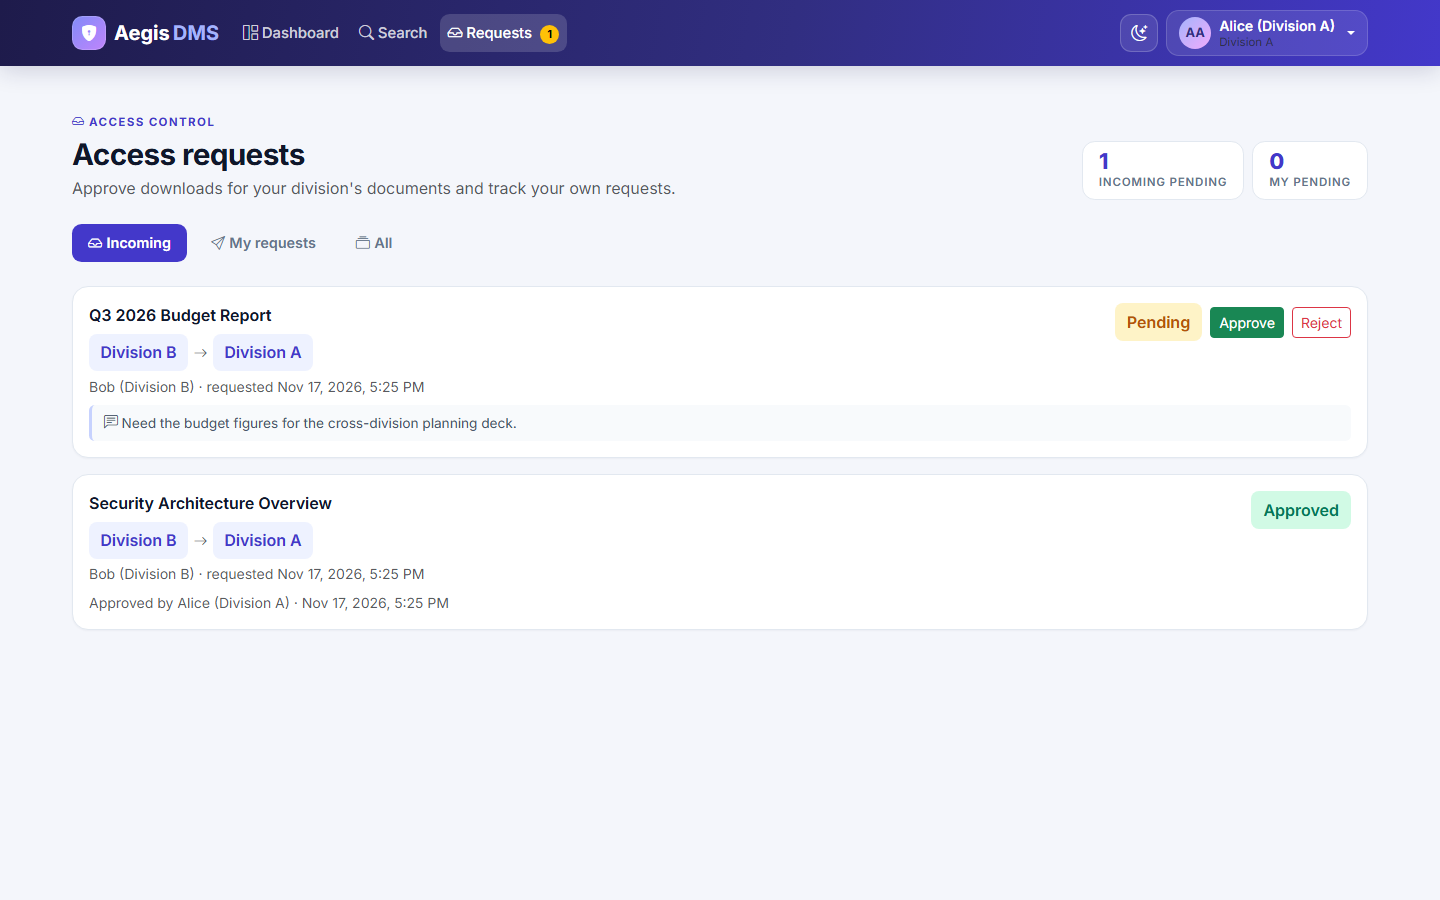 Aegis DMS
Dashboard
Search
Requests 1
AA
Alice (Division A)
Division A
ACCESS CONTROL
Access requests
Approve downloads for your division's documents and track your own requests.
1
INCOMING PENDING
0
MY PENDING
Incoming
My requests
All
Q3 2026 Budget Report
Pending
Approve
Reject
Division B → Division A
Bob (Division B) · requested Nov 17, 2026, 5:25 PM
Need the budget figures for the cross-division planning deck.
Security Architecture Overview
Approved
Division B → Division A
Bob (Division B) · requested Nov 17, 2026, 5:25 PM
Approved by Alice (Division A) · Nov 17, 2026, 5:25 PM